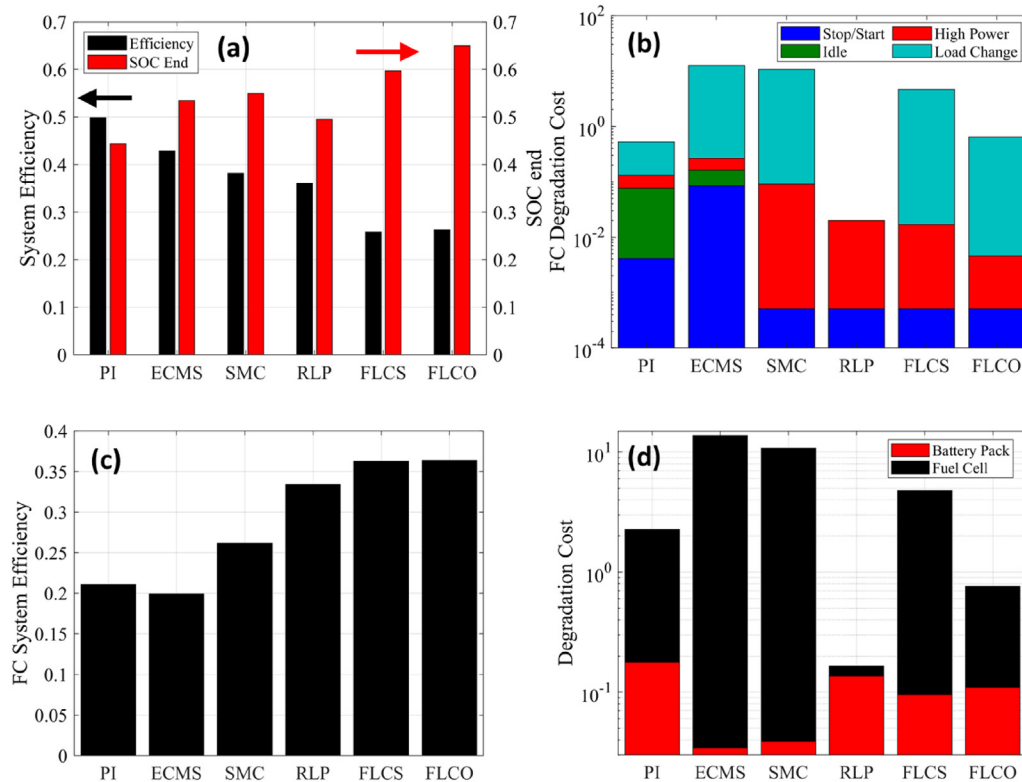 (a)
Efficiency
SOC End
System Efficiency
0.7
0.6
0.5
0.4
0.3
0.2
0.1
0
0.7
0.6
0.5
0.4
0.3
0.2
0.1
0
SOC end
PI ECMS SMC RLP FLCS FLCO
(b)
Stop/Start
Idle
High Power
Load Change
FC Degradation Cost
10^2
10^0
10^-2
10^-4
PI ECMS SMC RLP FLCS FLCO
(c)
FC System Efficiency
0.4
0.35
0.3
0.25
0.2
0.15
0.1
0.05
0
PI ECMS SMC RLP FLCS FLCO
(d)
Battery Pack
Fuel Cell
Degradation Cost
10^1
10^0
10^-1
PI ECMS SMC RLP FLCS FLCO